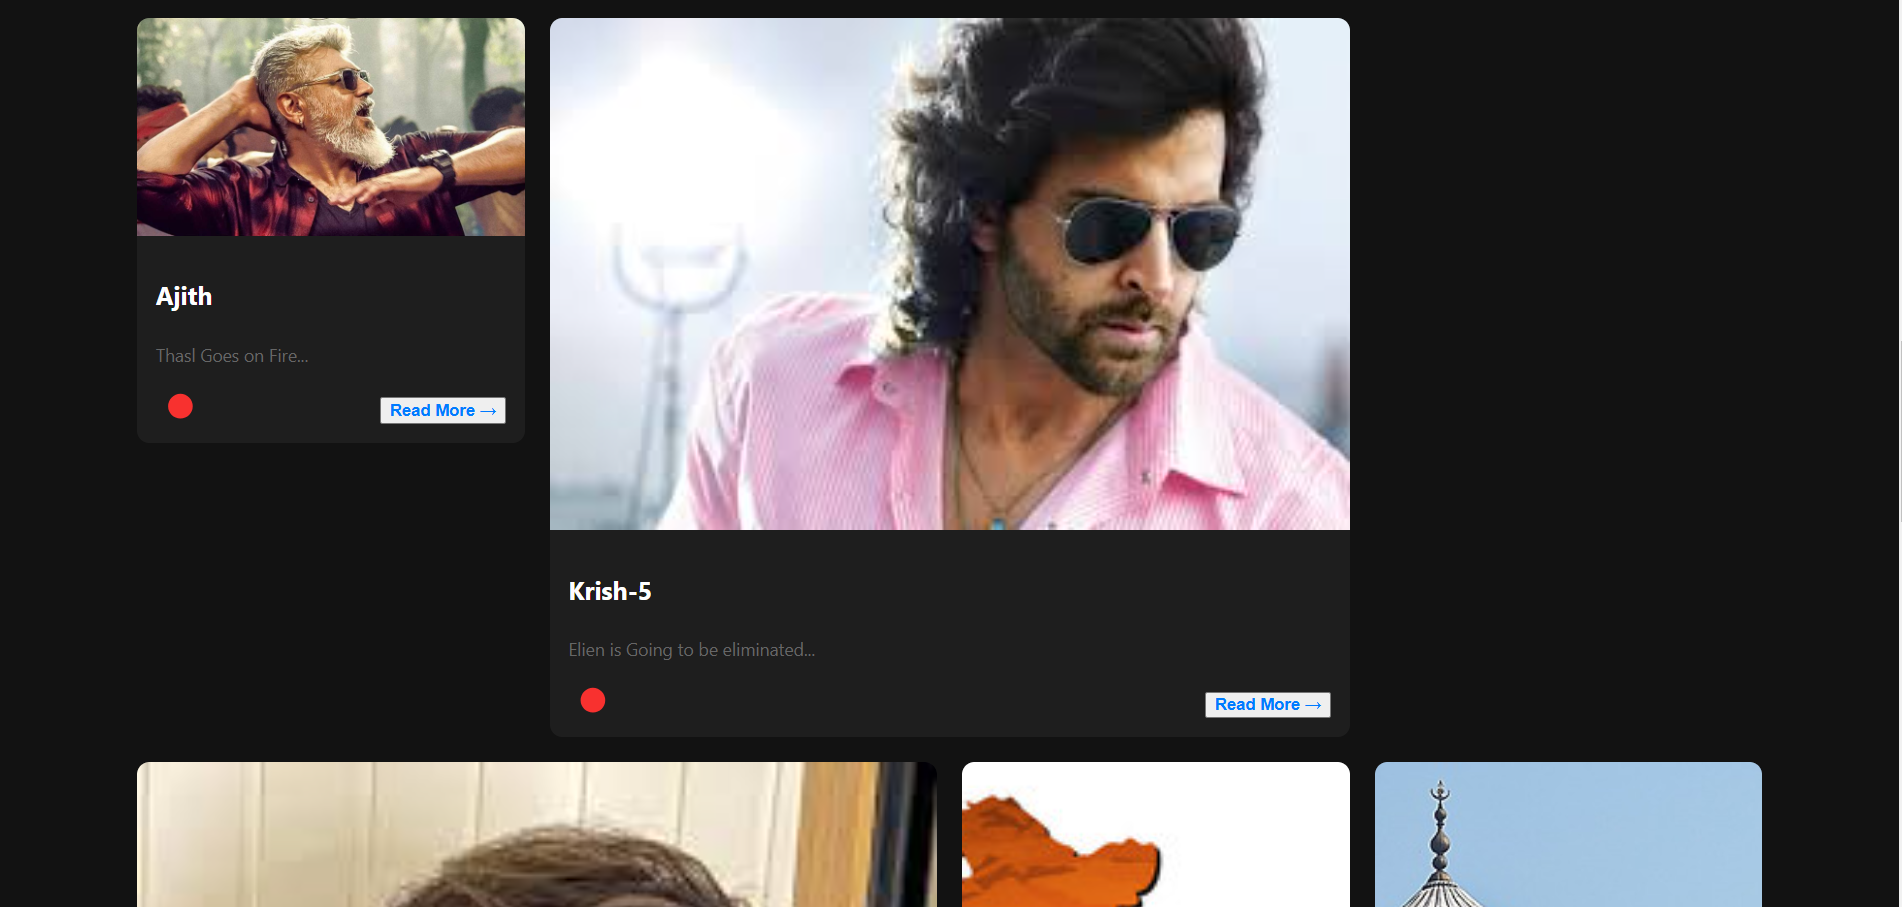 Ajith
Thasl Goes on Fire...
Read More →
Krish-5
Elien is Going to be eliminated...
Read More →